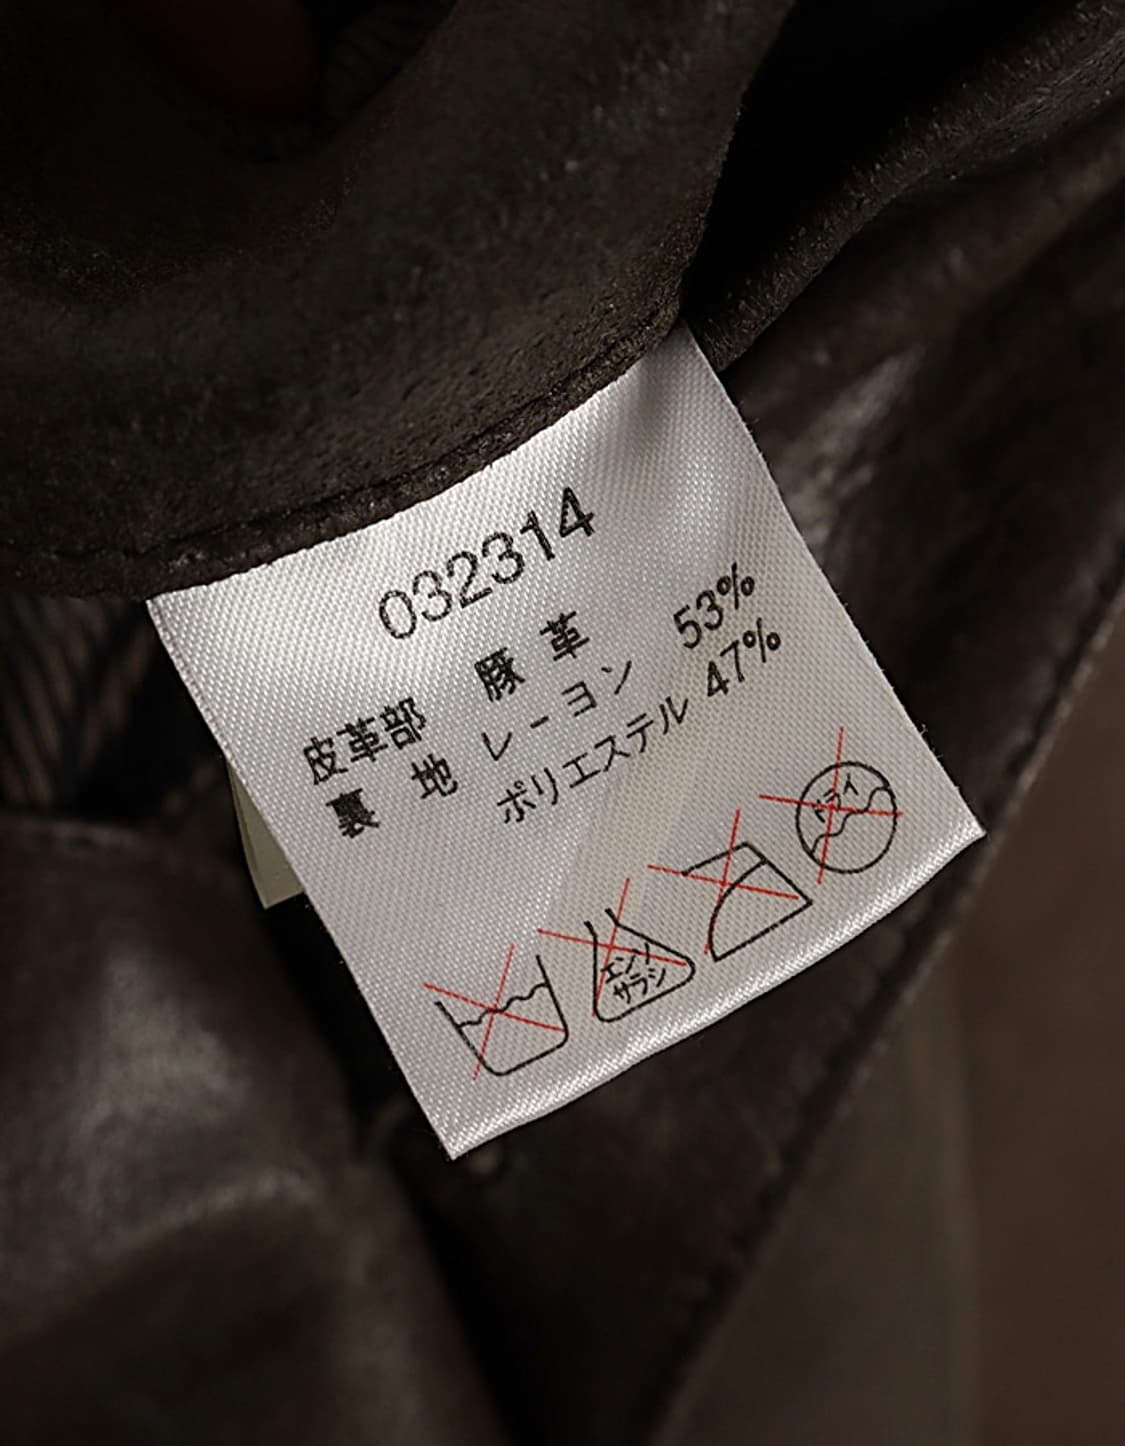 032314
皮革部 豚 革
裏 地 レーヨン 53%
ポリエステル 47%
エンソ
サラシ
ドライ